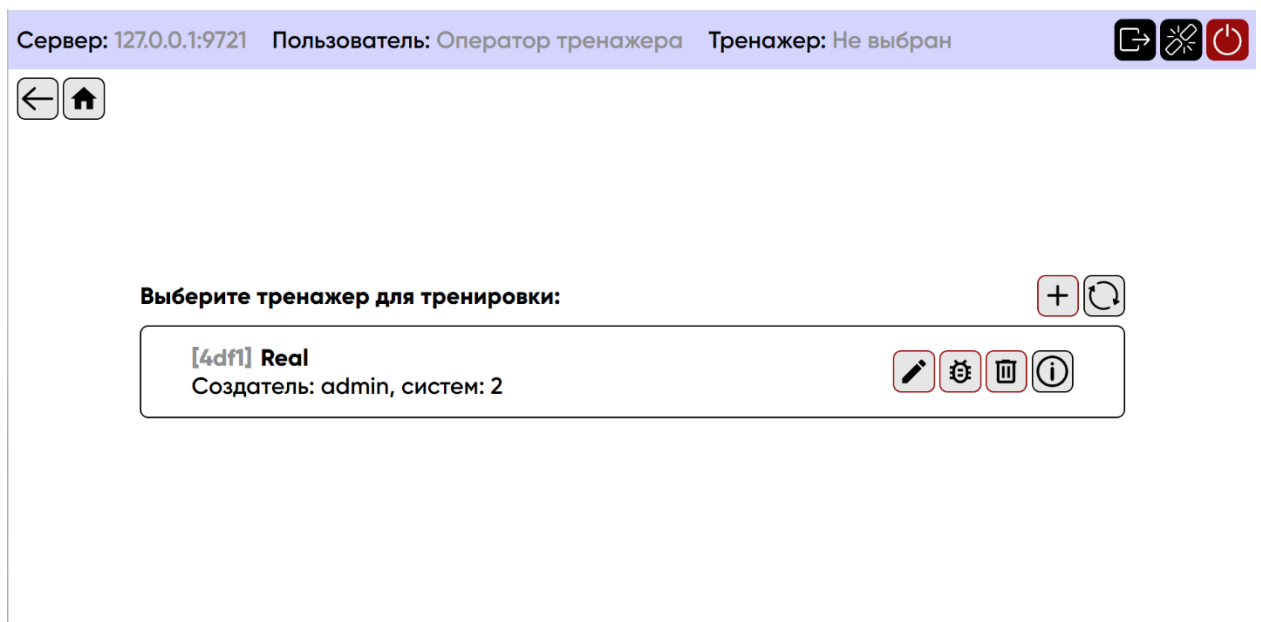 Сервер: 127.0.0.1:9721 Пользователь: Оператор тренажера Тренажер: Не выбран
Выберите тренажер для тренировки:
[4df1] Real
Создатель: admin, систем: 2